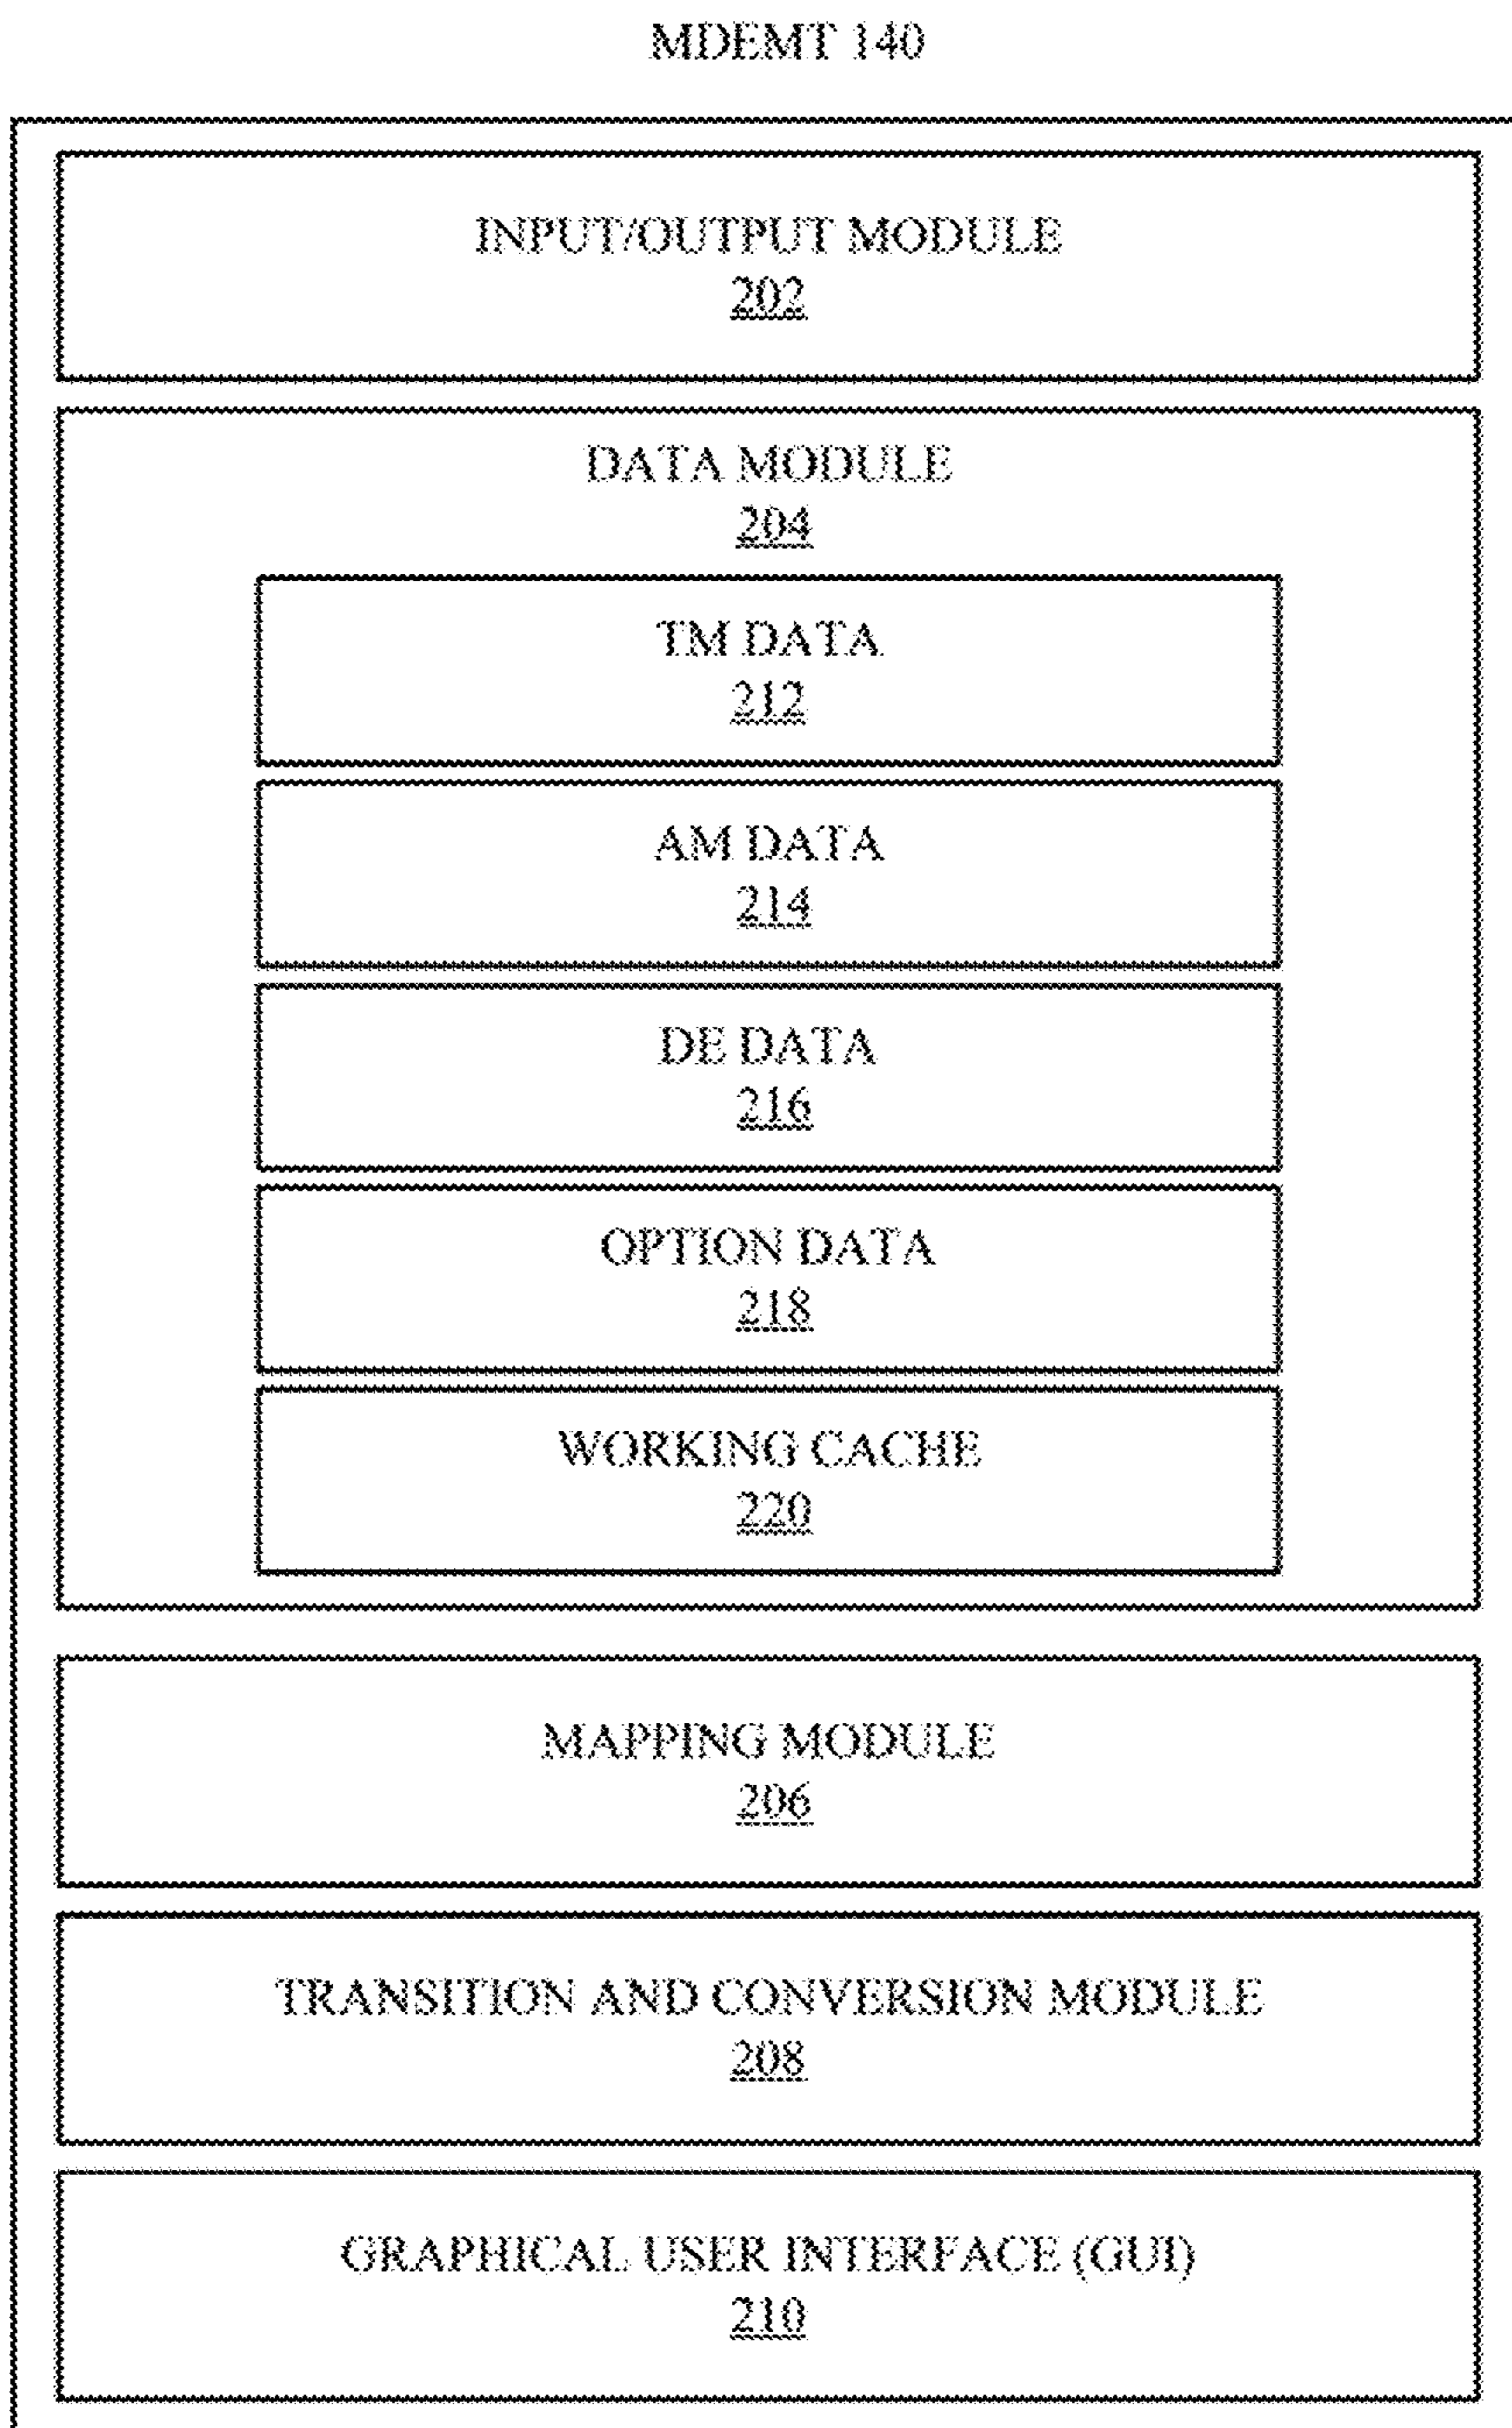 MDEMT 140
INPUT/OUTPUT MODULE
202
DATA MODULE
204
TM DATA
212
AM DATA
214
DE DATA
216
OPTION DATA
218
WORKING CACHE
220
MAPPING MODULE
206
TRANSITION AND CONVERSION MODULE
208
GRAPHICAL USER INTERFACE (GUI)
210